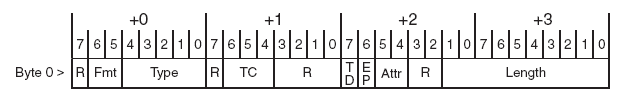 +0 +1 +2 +3
7 6 5 4 3 2 1 0 7 6 5 4 3 2 1 0 7 6 5 4 3 2 1 0 7 6 5 4 3 2 1 0
Byte 0 > R Fmt Type R TC R TD EP Attr R Length